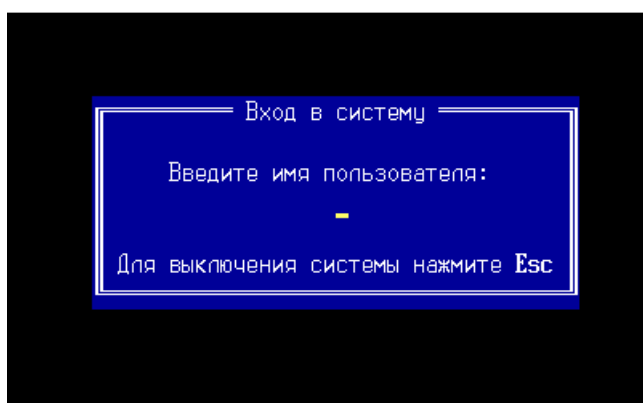 Вход в систему
Введите имя пользователя:
Для выключения системы нажмите Esc